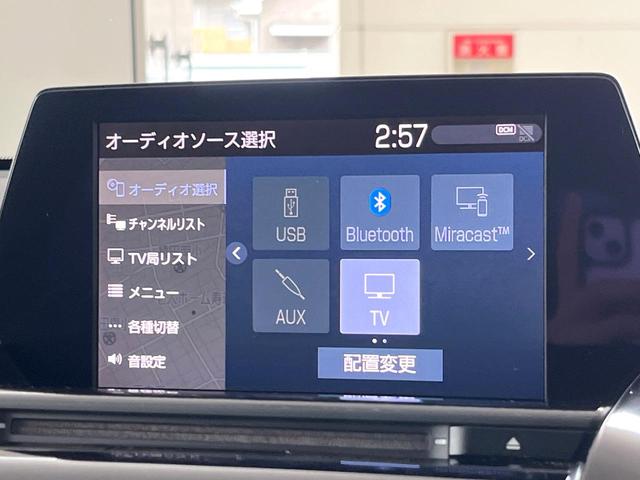 オーディオソース選択
2:57
DCM
DCM
オーディオ選択
チャンネルリスト
TV局リスト
メニュー
各種切替
音設定
USB
Bluetooth
Miracast™
AUX
TV
配置変更